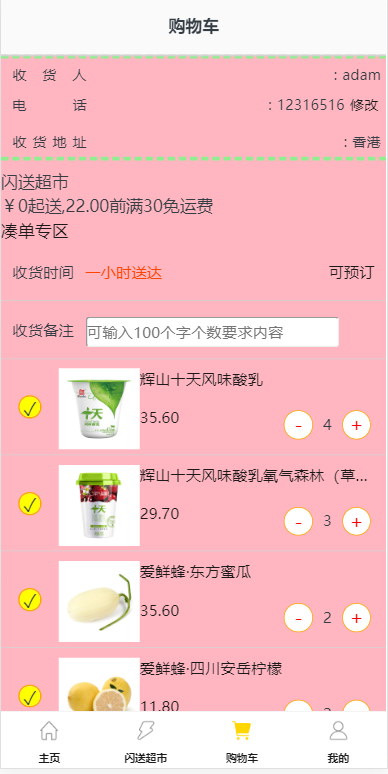 购物车
收货人 : adam
电话 : 12316516 修改
收货地址 : 香港
闪送超市
￥0起送,22.00前满30免运费
凑单专区
收货时间 一小时送达 可预订
收货备注 可输入100个字个数要求内容
辉山十天风味酸乳
十天
35.60
- 4 +
辉山十天风味酸乳氧气森林（草...
十天
29.70
- 3 +
爱鲜蜂·东方蜜瓜
35.60
- 2 +
爱鲜蜂·四川安岳柠檬
11.80
主页 闪送超市 购物车 我的